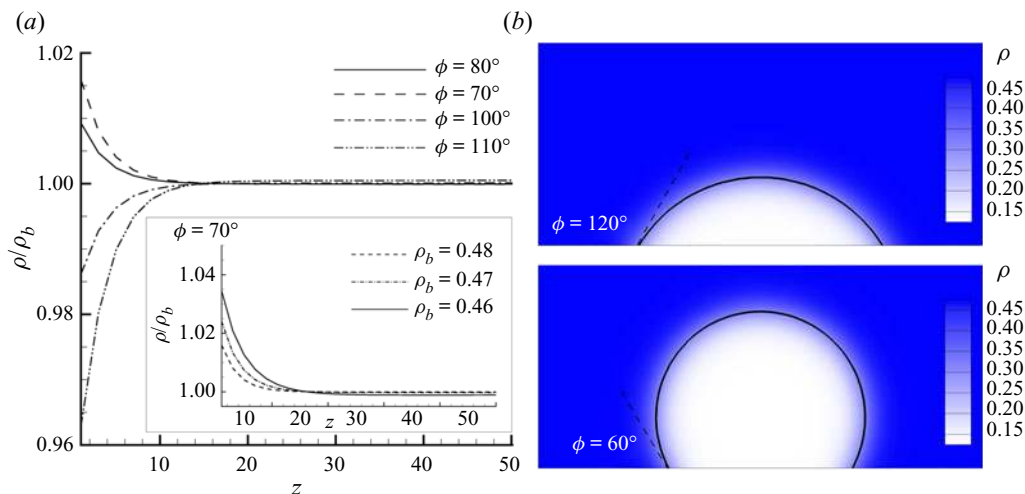 (a)
1.02
1.00
0.98
0.96
ρ/ρb
10
20
30
40
50
z
ϕ = 80°
ϕ = 70°
ϕ = 100°
ϕ = 110°
ϕ = 70°
1.04
1.02
1.00
ρ/ρb
10
20
z
30
40
50
ρb = 0.48
ρb = 0.47
ρb = 0.46
(b)
ρ
0.45
0.40
0.35
0.30
0.25
0.20
0.15
ϕ = 120°
ρ
0.45
0.40
0.35
0.30
0.25
0.20
0.15
ϕ = 60°